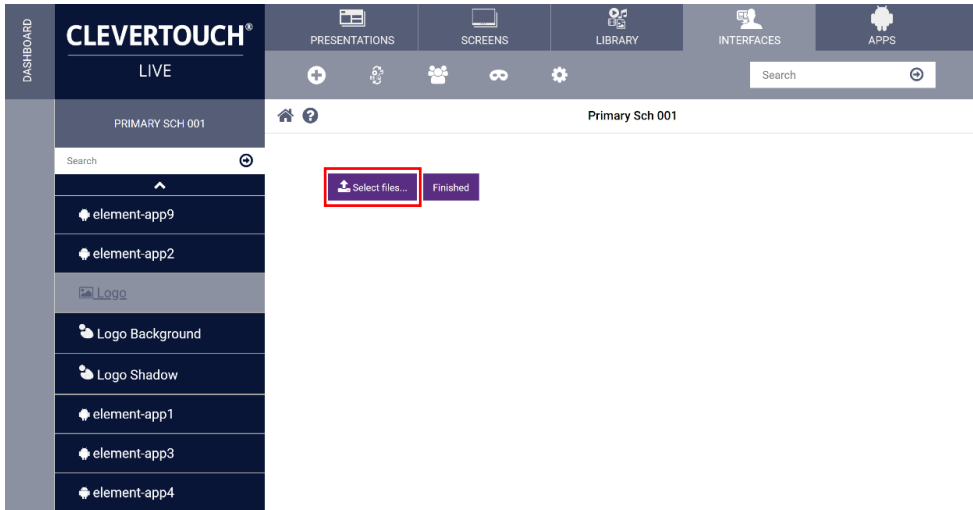 DASHBOARD
CLEVERTOUCH®
LIVE
PRESENTATIONS
SCREENS
LIBRARY
INTERFACES
APPS
Search
PRIMARY SCH 001
Primary Sch 001
Search
Select files...
Finished
element-app9
element-app2
Logo
Logo Background
Logo Shadow
element-app1
element-app3
element-app4